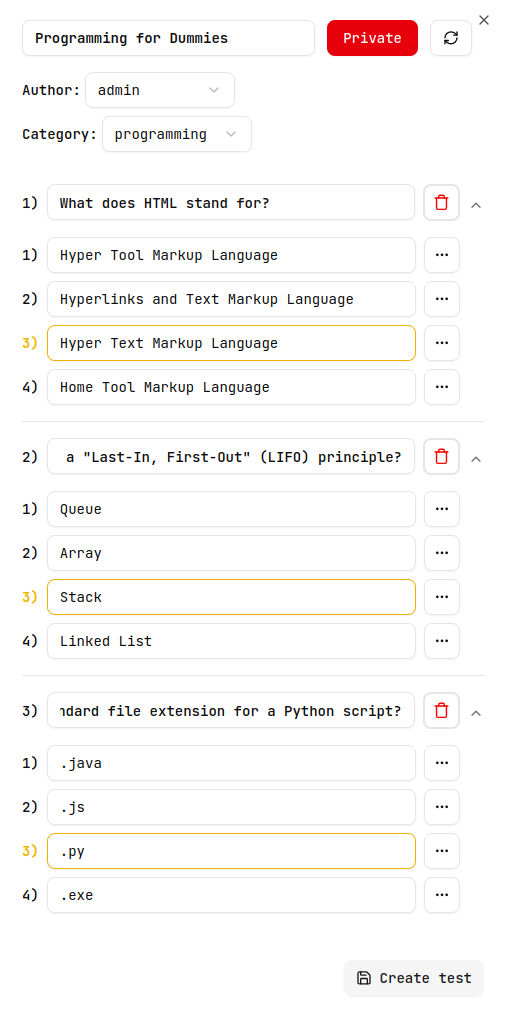 Programming for Dummies
Private
Author: admin
Category: programming
1) What does HTML stand for?
1) Hyper Tool Markup Language
2) Hyperlinks and Text Markup Language
3) Hyper Text Markup Language
4) Home Tool Markup Language
2) a "Last-In, First-Out" (LIFO) principle?
1) Queue
2) Array
3) Stack
4) Linked List
3) ndard file extension for a Python script?
1) .java
2) .js
3) .py
4) .exe
Create test